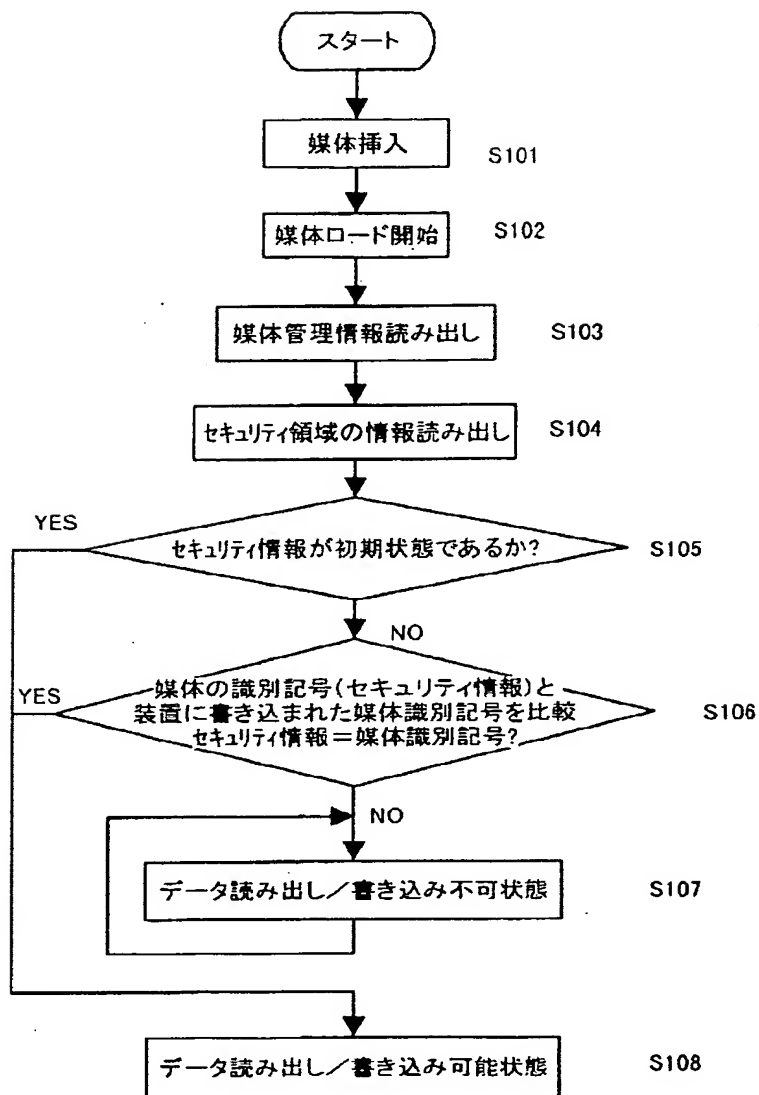 スタート
媒体挿入
S101
媒体ロード開始
S102
媒体管理情報読み出し
S103
セキュリティ領域の情報読み出し
S104
YES
セキュリティ情報が初期状態であるか?
S105
NO
YES
媒体の識別記号(セキュリティ情報)と
装置に書き込まれた媒体識別記号を比較
セキュリティ情報=媒体識別記号?
S106
NO
データ読み出し/書き込み不可状態
S107
データ読み出し/書き込み可能状態
S108